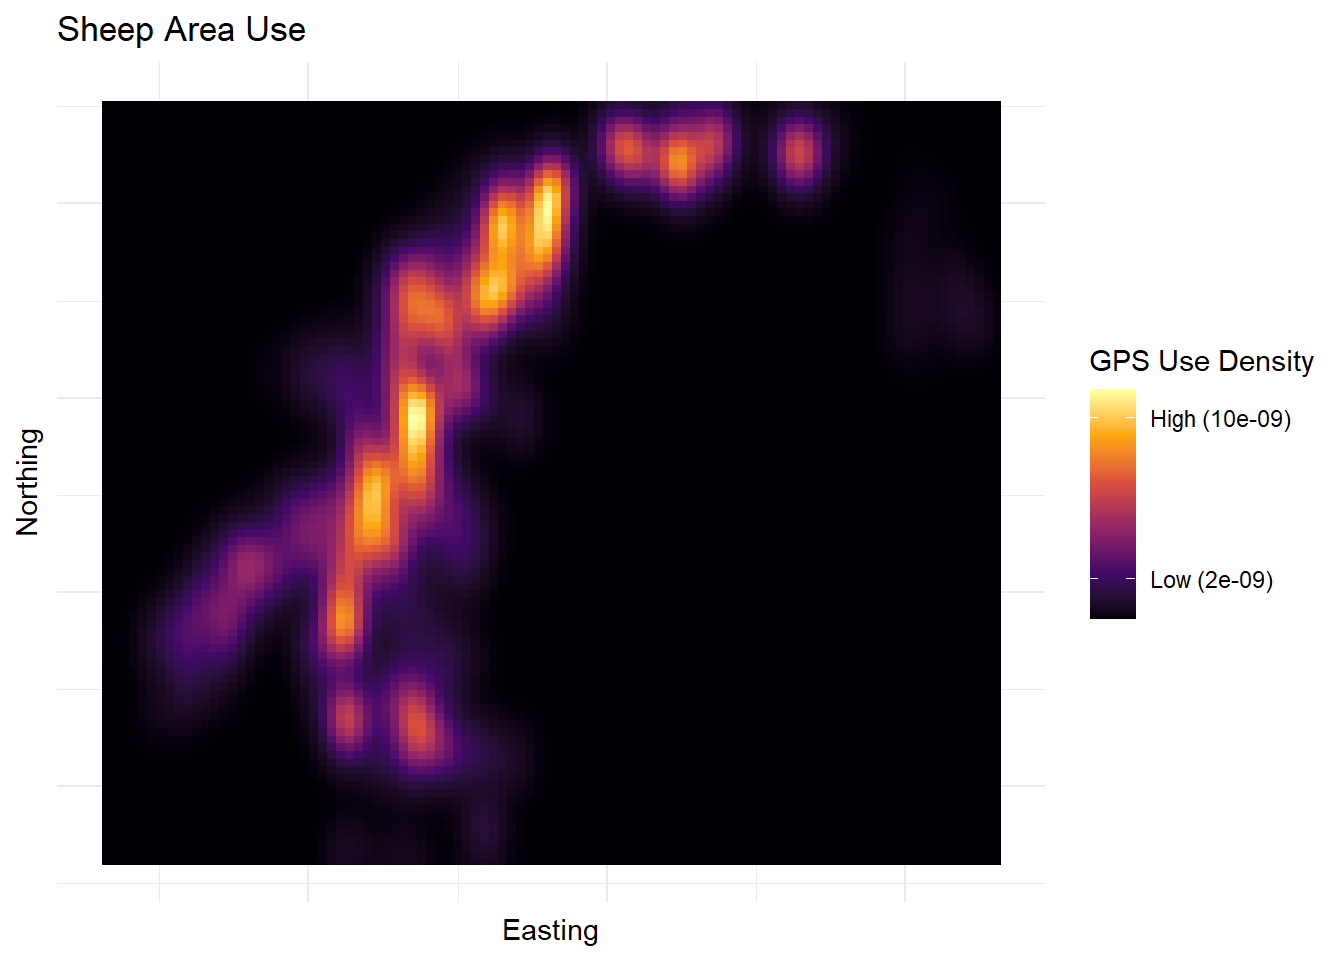 Sheep Area Use
Northing
Easting
GPS Use Density
High (10e-09)
Low (2e-09)